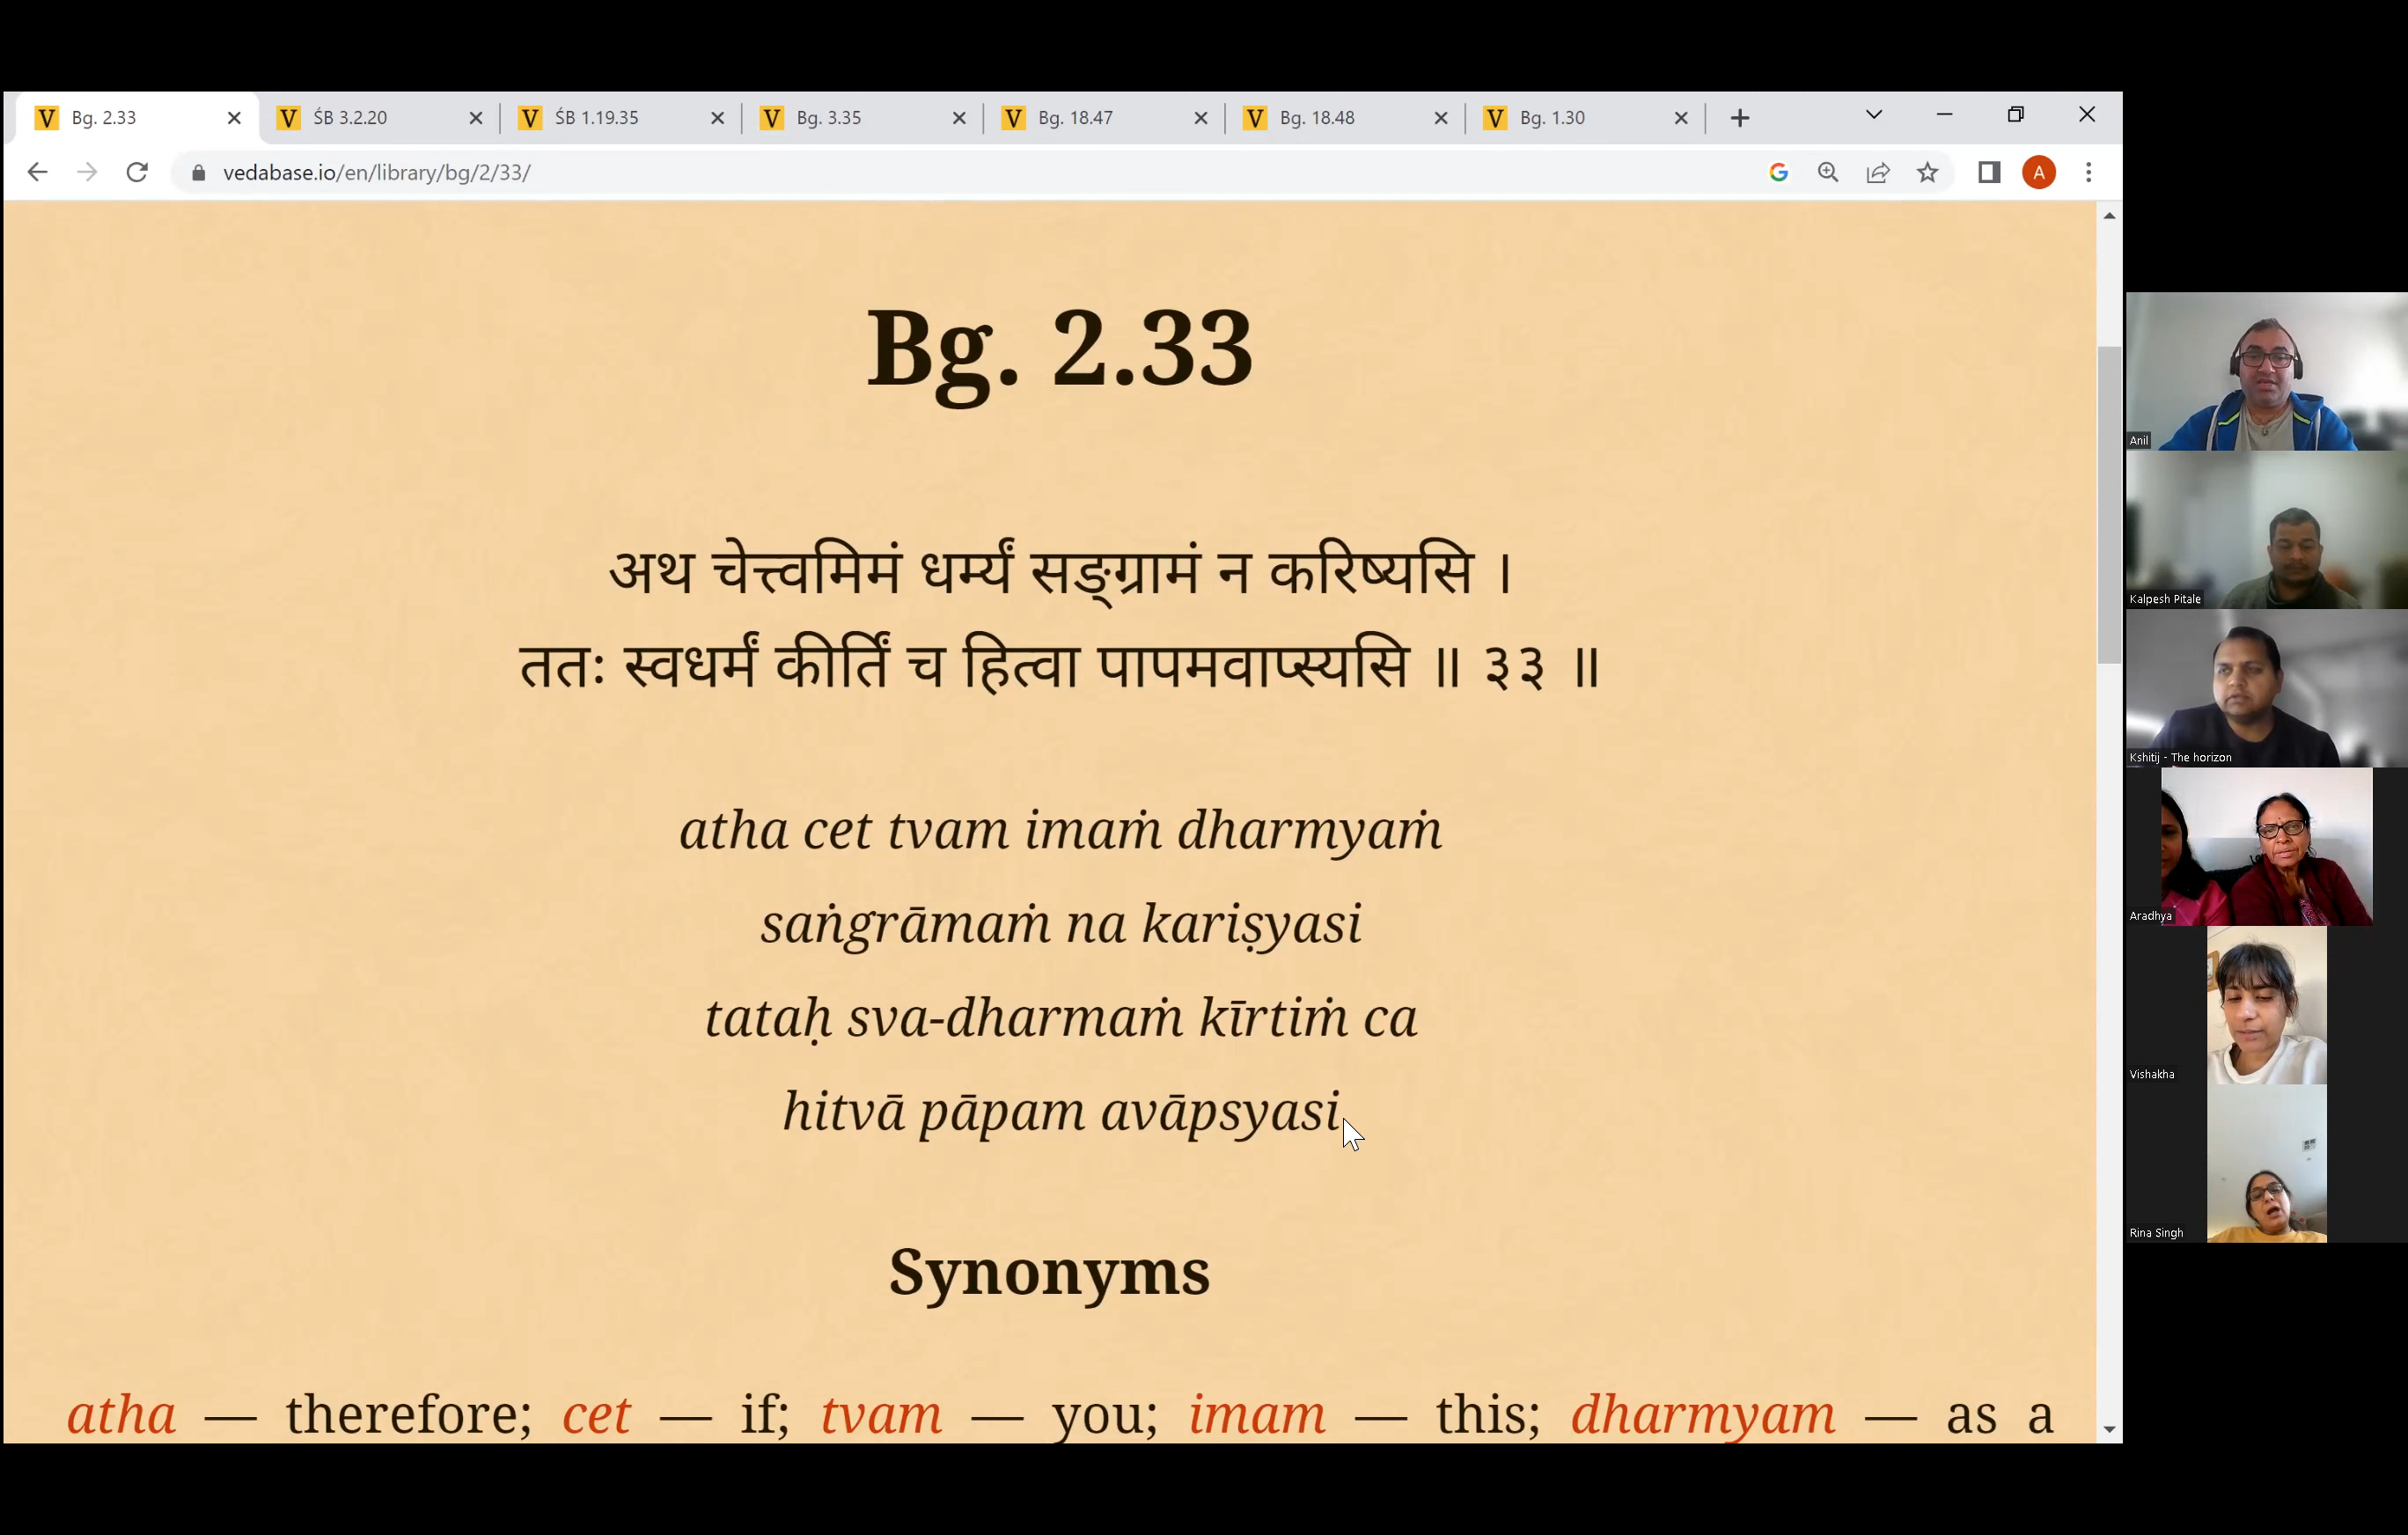 Bg. 2.33
ŚB 3.2.20
ŚB 1.19.35
Bg. 3.35
Bg. 18.47
Bg. 18.48
Bg. 1.30
vedabase.io/en/library/bg/2/33/
A
Bg. 2.33
अथ चेत्त्वमिमं धर्म्यं सङ्ग्रामं न करिष्यसि ।
ततः स्वधर्मं कीर्तिं च हित्वा पापमवाप्स्यसि ॥ ३३ ॥
atha cet tvam imaṁ dharmyaṁ
saṅgrāmaṁ na kariṣyasi
tataḥ sva-dharmaṁ kīrtiṁ ca
hitvā pāpam avāpsyasi
Synonyms
atha — therefore; cet — if; tvam — you; imam — this; dharmyam — as a
Anil
Kalpesh Pitale
Kshitij - The horizon
Aradhya
Vishakha
Rina Singh